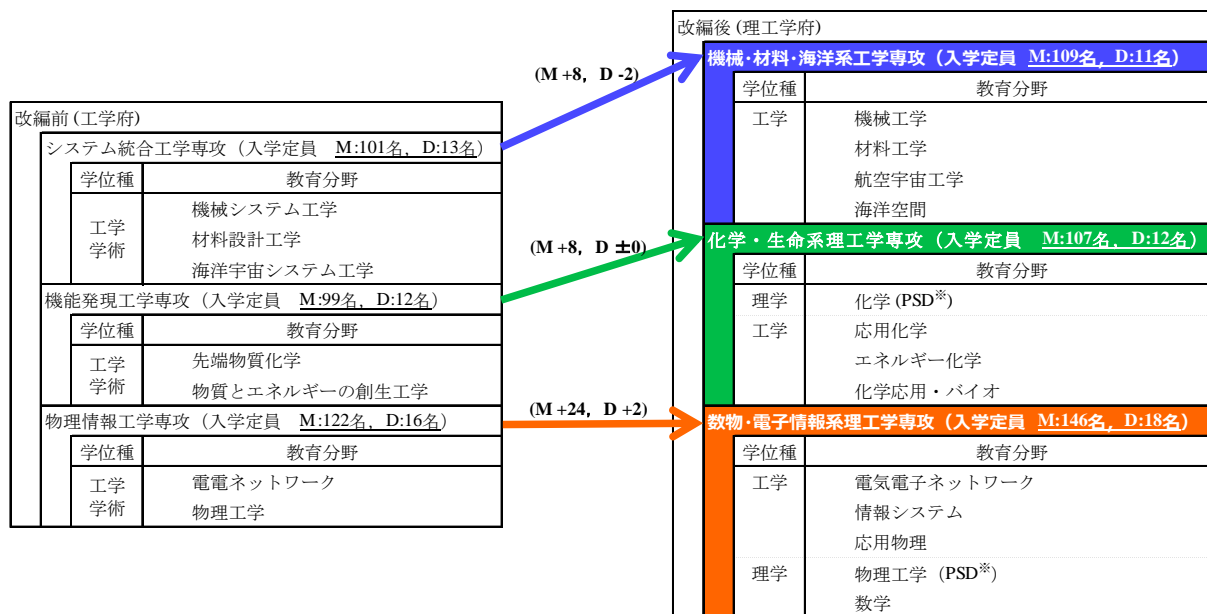 改編前 (工学府)
システム統合工学専攻（入学定員 M:101名, D:13名）
学位種 教育分野
工学 機械システム工学
学術 材料設計工学
海洋宇宙システム工学
機能発現工学専攻（入学定員 M:99名, D:12名）
学位種 教育分野
工学 先端物質化学
学術 物質とエネルギーの創生工学
物理情報工学専攻（入学定員 M:122名, D:16名）
学位種 教育分野
工学 電電ネットワーク
学術 物理工学
(M +8, D -2)
(M +8, D ±0)
(M +24, D +2)
改編後 (理工学府)
機械・材料・海洋系工学専攻（入学定員 M:109名, D:11名）
学位種 教育分野
工学 機械工学
材料工学
航空宇宙工学
海洋空間
化学・生命系理工学専攻（入学定員 M:107名, D:12名）
学位種 教育分野
理学 化学 (PSD※)
工学 応用化学
エネルギー化学
化学応用・バイオ
数物・電子情報系理工学専攻（入学定員 M:146名, D:18名）
学位種 教育分野
工学 電気電子ネットワーク
情報システム
応用物理
理学 物理工学（PSD※）
数学